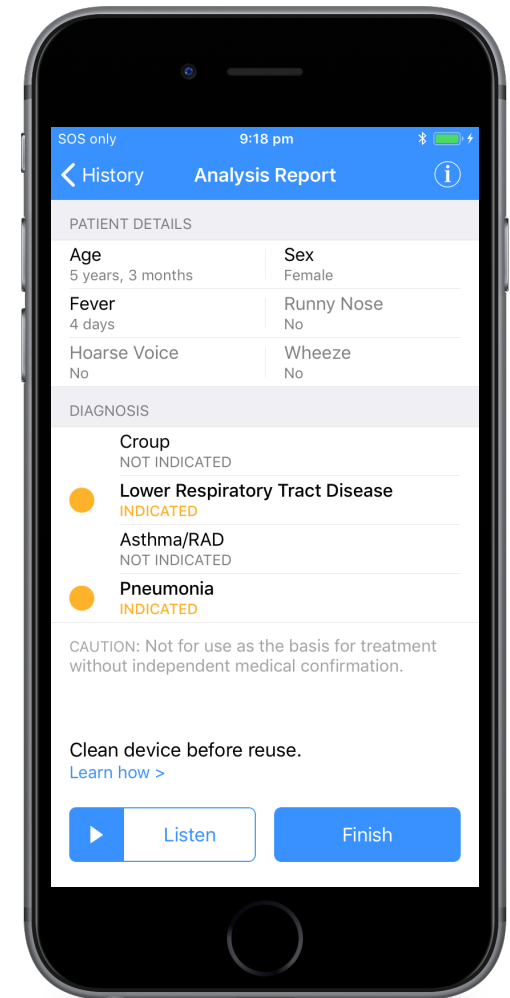 SOS only 9:18 pm
History Analysis Report i
PATIENT DETAILS
Age Sex
5 years, 3 months Female
Fever Runny Nose
4 days No
Hoarse Voice Wheeze
No No
DIAGNOSIS
Croup
NOT INDICATED
Lower Respiratory Tract Disease
INDICATED
Asthma/RAD
NOT INDICATED
Pneumonia
INDICATED
CAUTION: Not for use as the basis for treatment
without independent medical confirmation.
Clean device before reuse.
Learn how >
Listen Finish